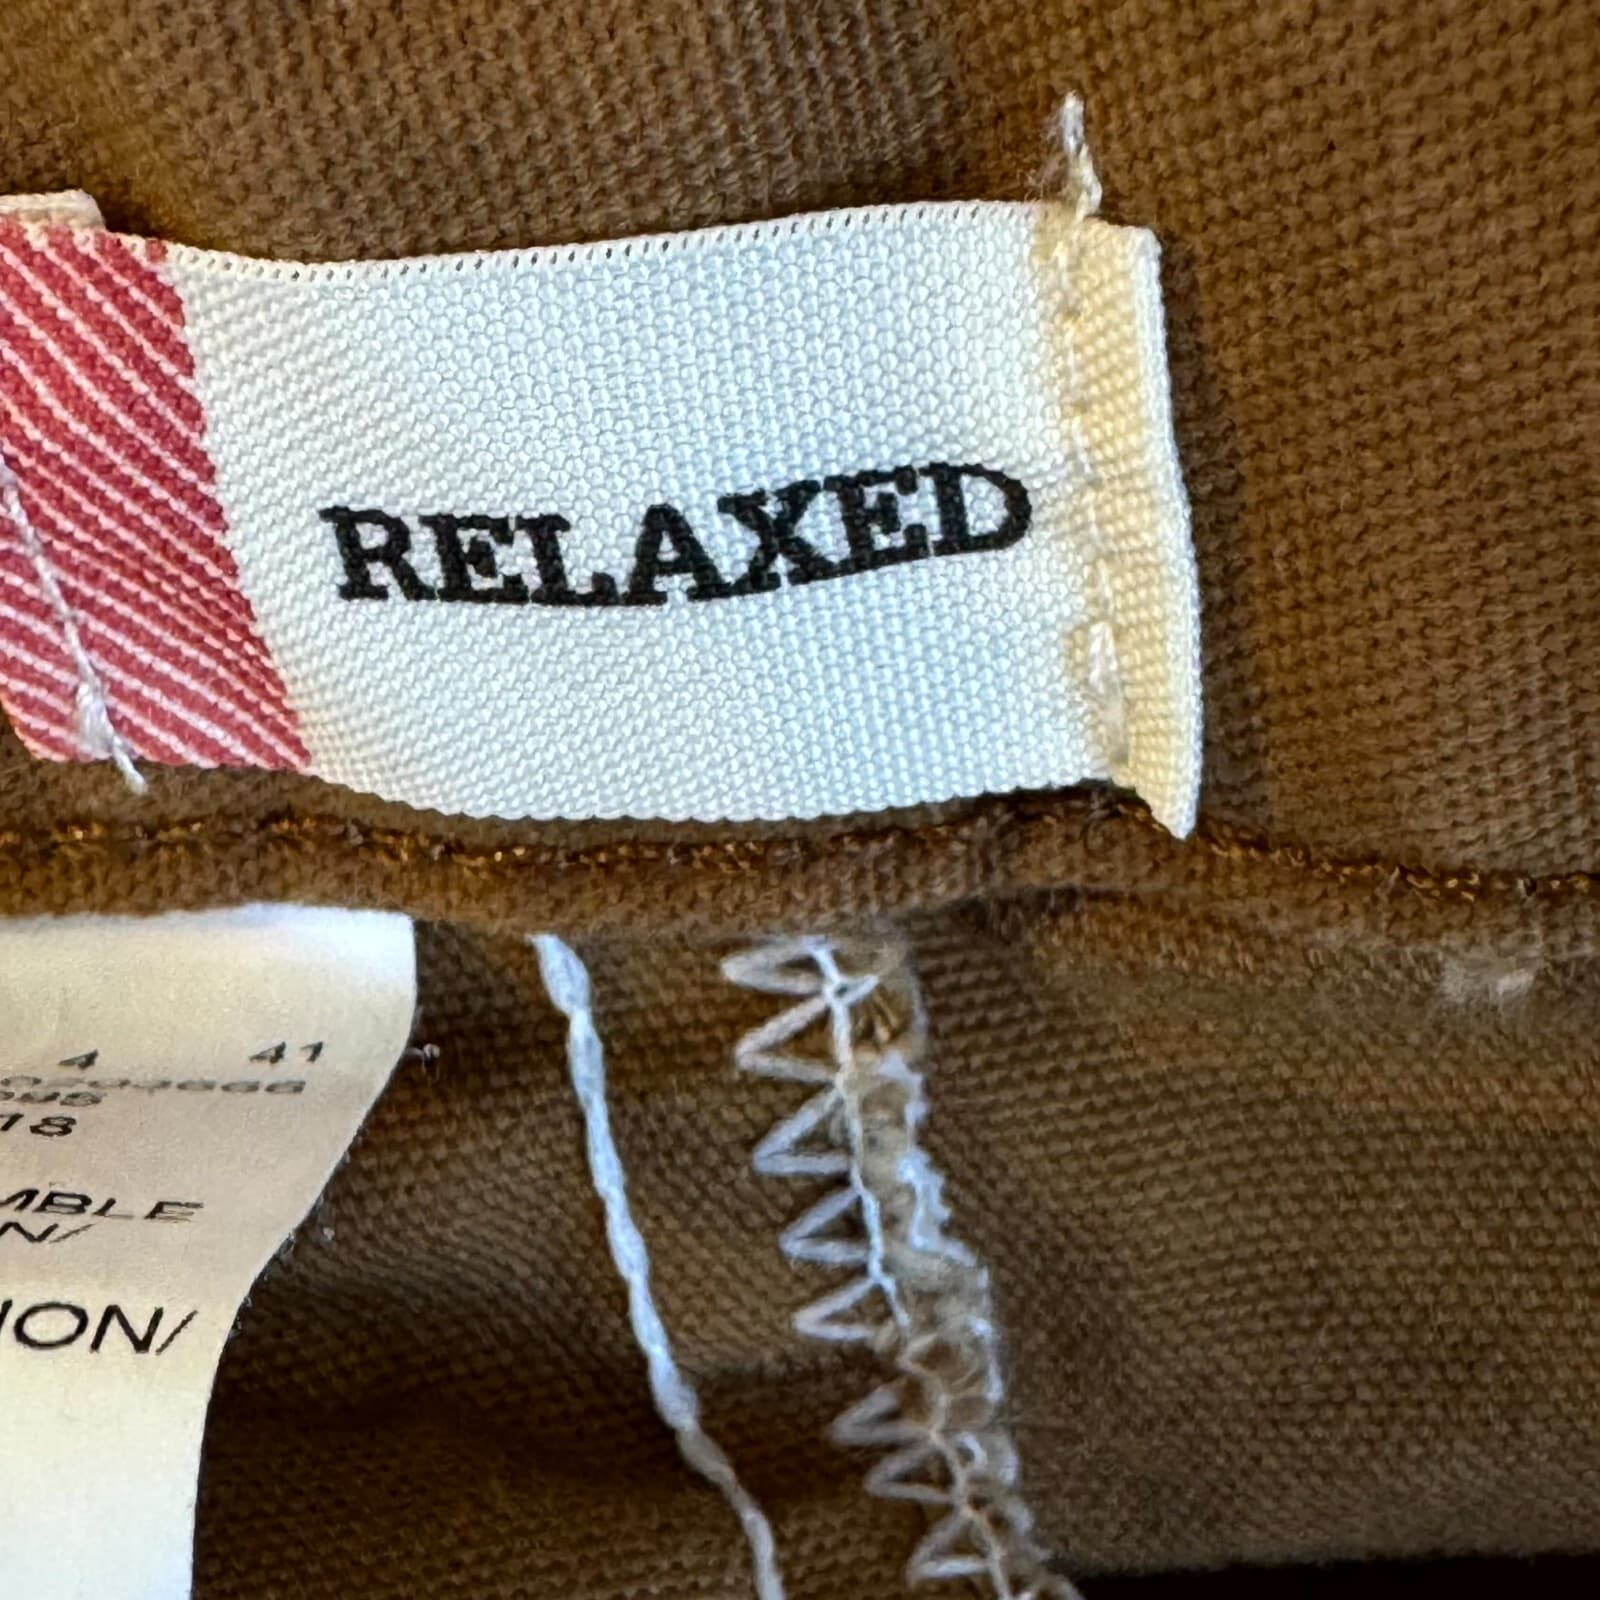 RELAXED
4 41
18
MBLE
N/
ION/